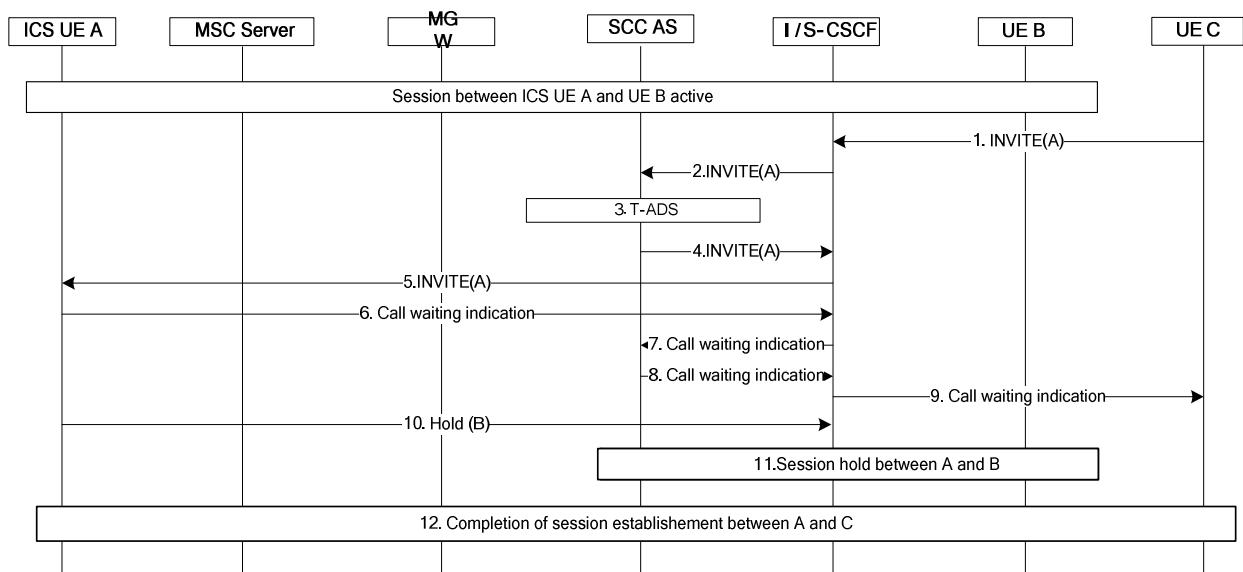 ICS UE A
MSC Server
MG
W
SCC AS
I / S-CSCF
UE B
UE C
Session between ICS UE A and UE B active
1. INVITE(A)
2.INVITE(A)
3. T-ADS
4.INVITE(A)
5.INVITE(A)
6. Call waiting indication
7. Call waiting indication
8. Call waiting indication
9. Call waiting indication
10. Hold (B)
11.Session hold between A and B
12. Completion of session establishement between A and C